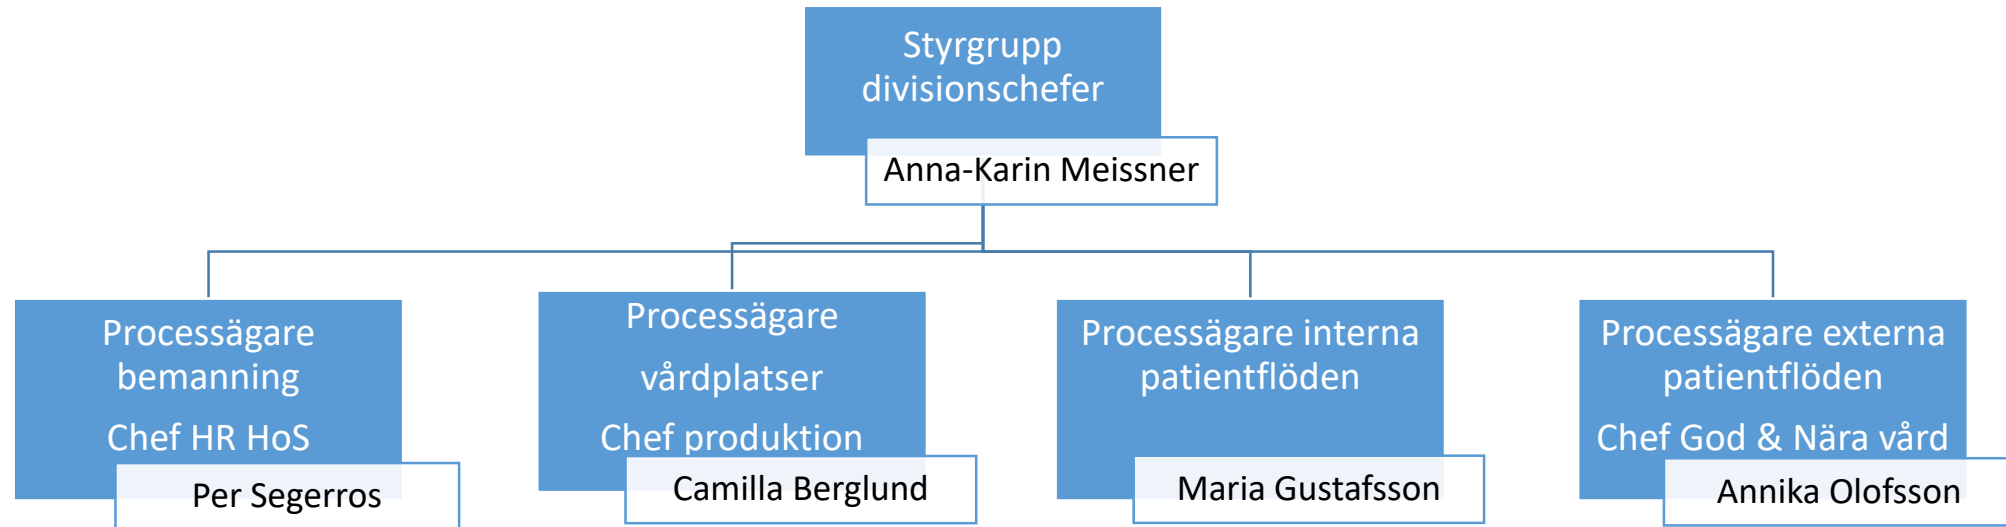 Styrgrupp
divisionschefer
Anna-Karin Meissner
Processägare
bemanning
Chef HR HoS
Per Segerros
Processägare
vårdplatser
Chef produktion
Camilla Berglund
Processägare interna
patientflöden
Maria Gustafsson
Processägare externa
patientflöden
Chef God & Nära vård
Annika Olofsson